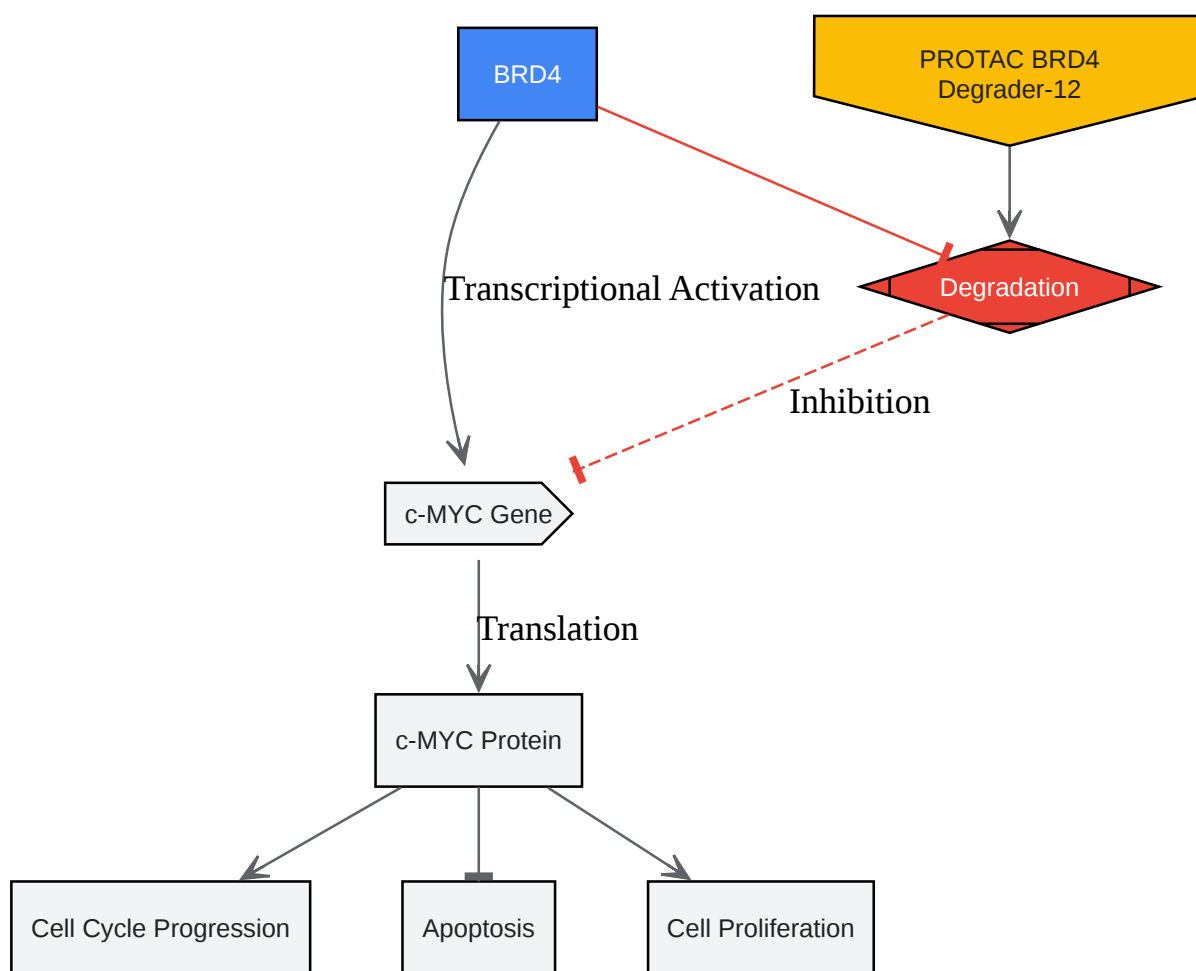 BRD4
PROTAC BRD4
Degrader-12
Transcriptional Activation
Degradation
Inhibition
c-MYC Gene
Translation
c-MYC Protein
Cell Cycle Progression
Apoptosis
Cell Proliferation